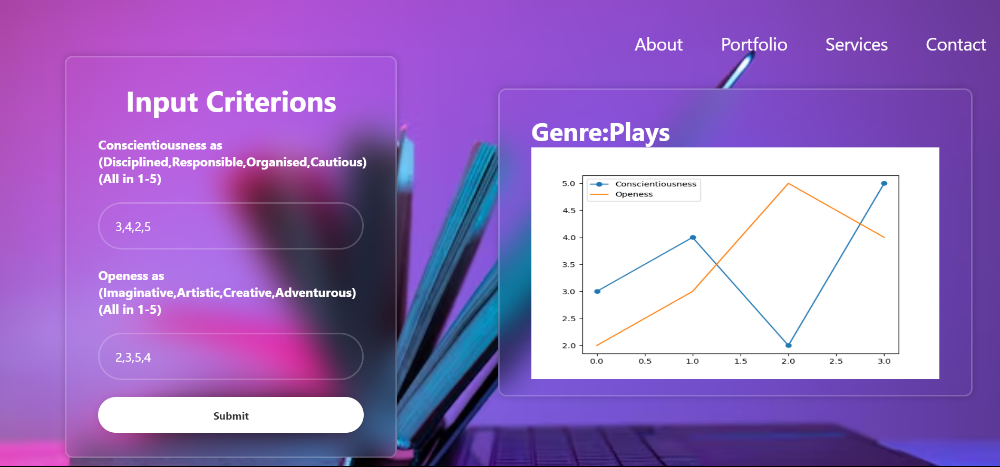 About Portfolio Services Contact
Input Criterions
Conscientiousness as
(Disciplined,Responsible,Organised,Cautious)
(All in 1-5)
3,4,2,5
Openess as
(Imaginative,Artistic,Creative,Adventurous)
(All in 1-5)
2,3,5,4
Submit
Genre:Plays
Conscientiousness
Openess
5.0
4.5
4.0
3.5
3.0
2.5
2.0
0.0 0.5 1.0 1.5 2.0 2.5 3.0